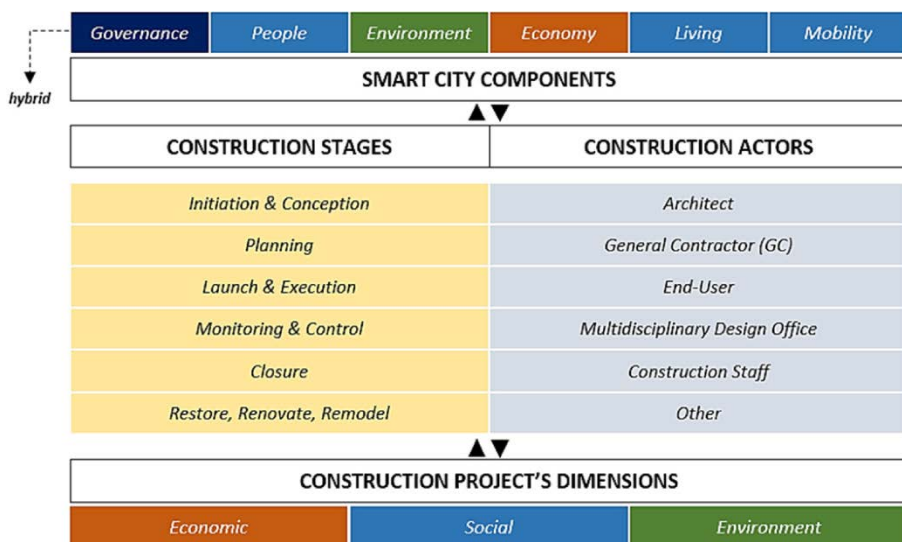 Governance People Environment Economy Living Mobility
hybrid
SMART CITY COMPONENTS
CONSTRUCTION STAGES CONSTRUCTION ACTORS
Initiation & Conception Architect
Planning General Contractor (GC)
Launch & Execution End-User
Monitoring & Control Multidisciplinary Design Office
Closure Construction Staff
Restore, Renovate, Remodel Other
CONSTRUCTION PROJECT'S DIMENSIONS
Economic Social Environment